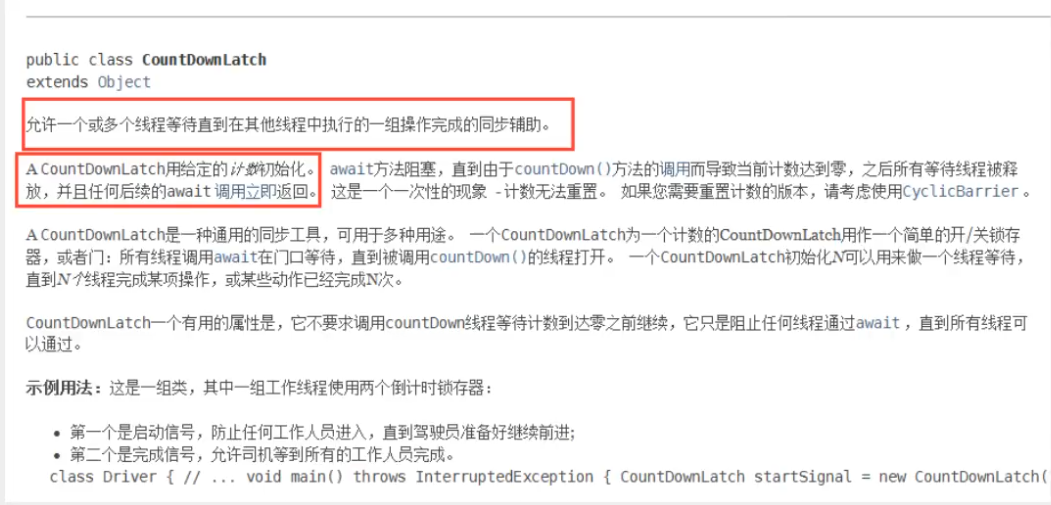 public class CountDownLatch
extends Object
允许一个或多个线程等待直到在其他线程中执行的一组操作完成的同步辅助。
A CountDownLatch用给定的计数初始化。 await方法阻塞，直到由于countDown()方法的调用而导致当前计数达到零，之后所有等待线程被释
放，并且任何后续的await 调用立即返回。 这是一个一次性的现象 - 计数无法重置。 如果您需要重置计数的版本，请考虑使用CyclicBarrier 。
A CountDownLatch是一种通用的同步工具，可用于多种用途。 一个CountDownLatch为一个计数的CountDownLatch用作一个简单的开/关锁存
器，或者门：所有线程调用await在门口等待，直到被调用countDown()的线程打开。 一个CountDownLatch初始化N可以用来做一个线程等待，
直到N个线程完成某项操作，或某些动作已经完成N次。
CountDownLatch一个有用的属性是，它不要求调用countDown线程等待计数到达零之前继续，它只是阻止任何线程通过await ，直到所有线程可
以通过。
示例用法：这是一组类，其中一组工作线程使用两个倒计时锁存器：
• 第一个是启动信号，防止任何工作人员进入，直到驾驶员准备好继续前进;
• 第二个是完成信号，允许司机等到所有的工作人员完成。
class Driver { // ... void main() throws InterruptedException { CountDownLatch startSignal = new CountDownLatch(